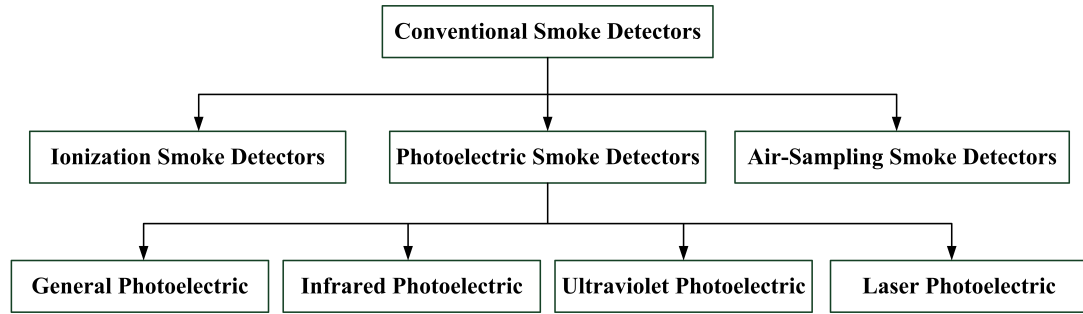 Conventional Smoke Detectors
Ionization Smoke Detectors
Photoelectric Smoke Detectors
Air-Sampling Smoke Detectors
General Photoelectric
Infrared Photoelectric
Ultraviolet Photoelectric
Laser Photoelectric